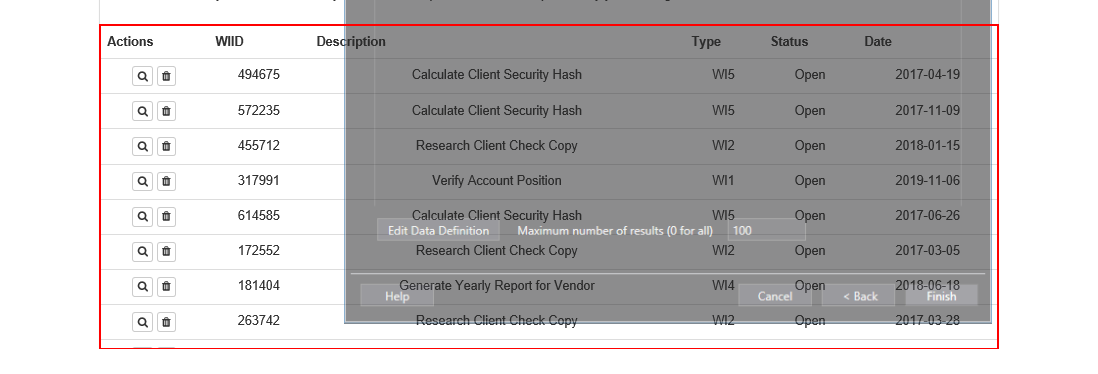 Actions WIID Description Type Status Date
494675 Calculate Client Security Hash WI5 Open 2017-04-19
572235 Calculate Client Security Hash WI5 Open 2017-11-09
455712 Research Client Check Copy WI2 Open 2018-01-15
317991 Verify Account Position WI1 Open 2019-11-06
614585 Calculate Client Security Hash WI5 Open 2017-06-26
Edit Data Definition Maximum number of results (0 for all) 100
172552 Research Client Check Copy WI2 Open 2017-03-05
181404 Generate Yearly Report for Vendor WI4 Open 2018-06-18
Help Cancel < Back Finish
263742 Research Client Check Copy WI2 Open 2017-03-28